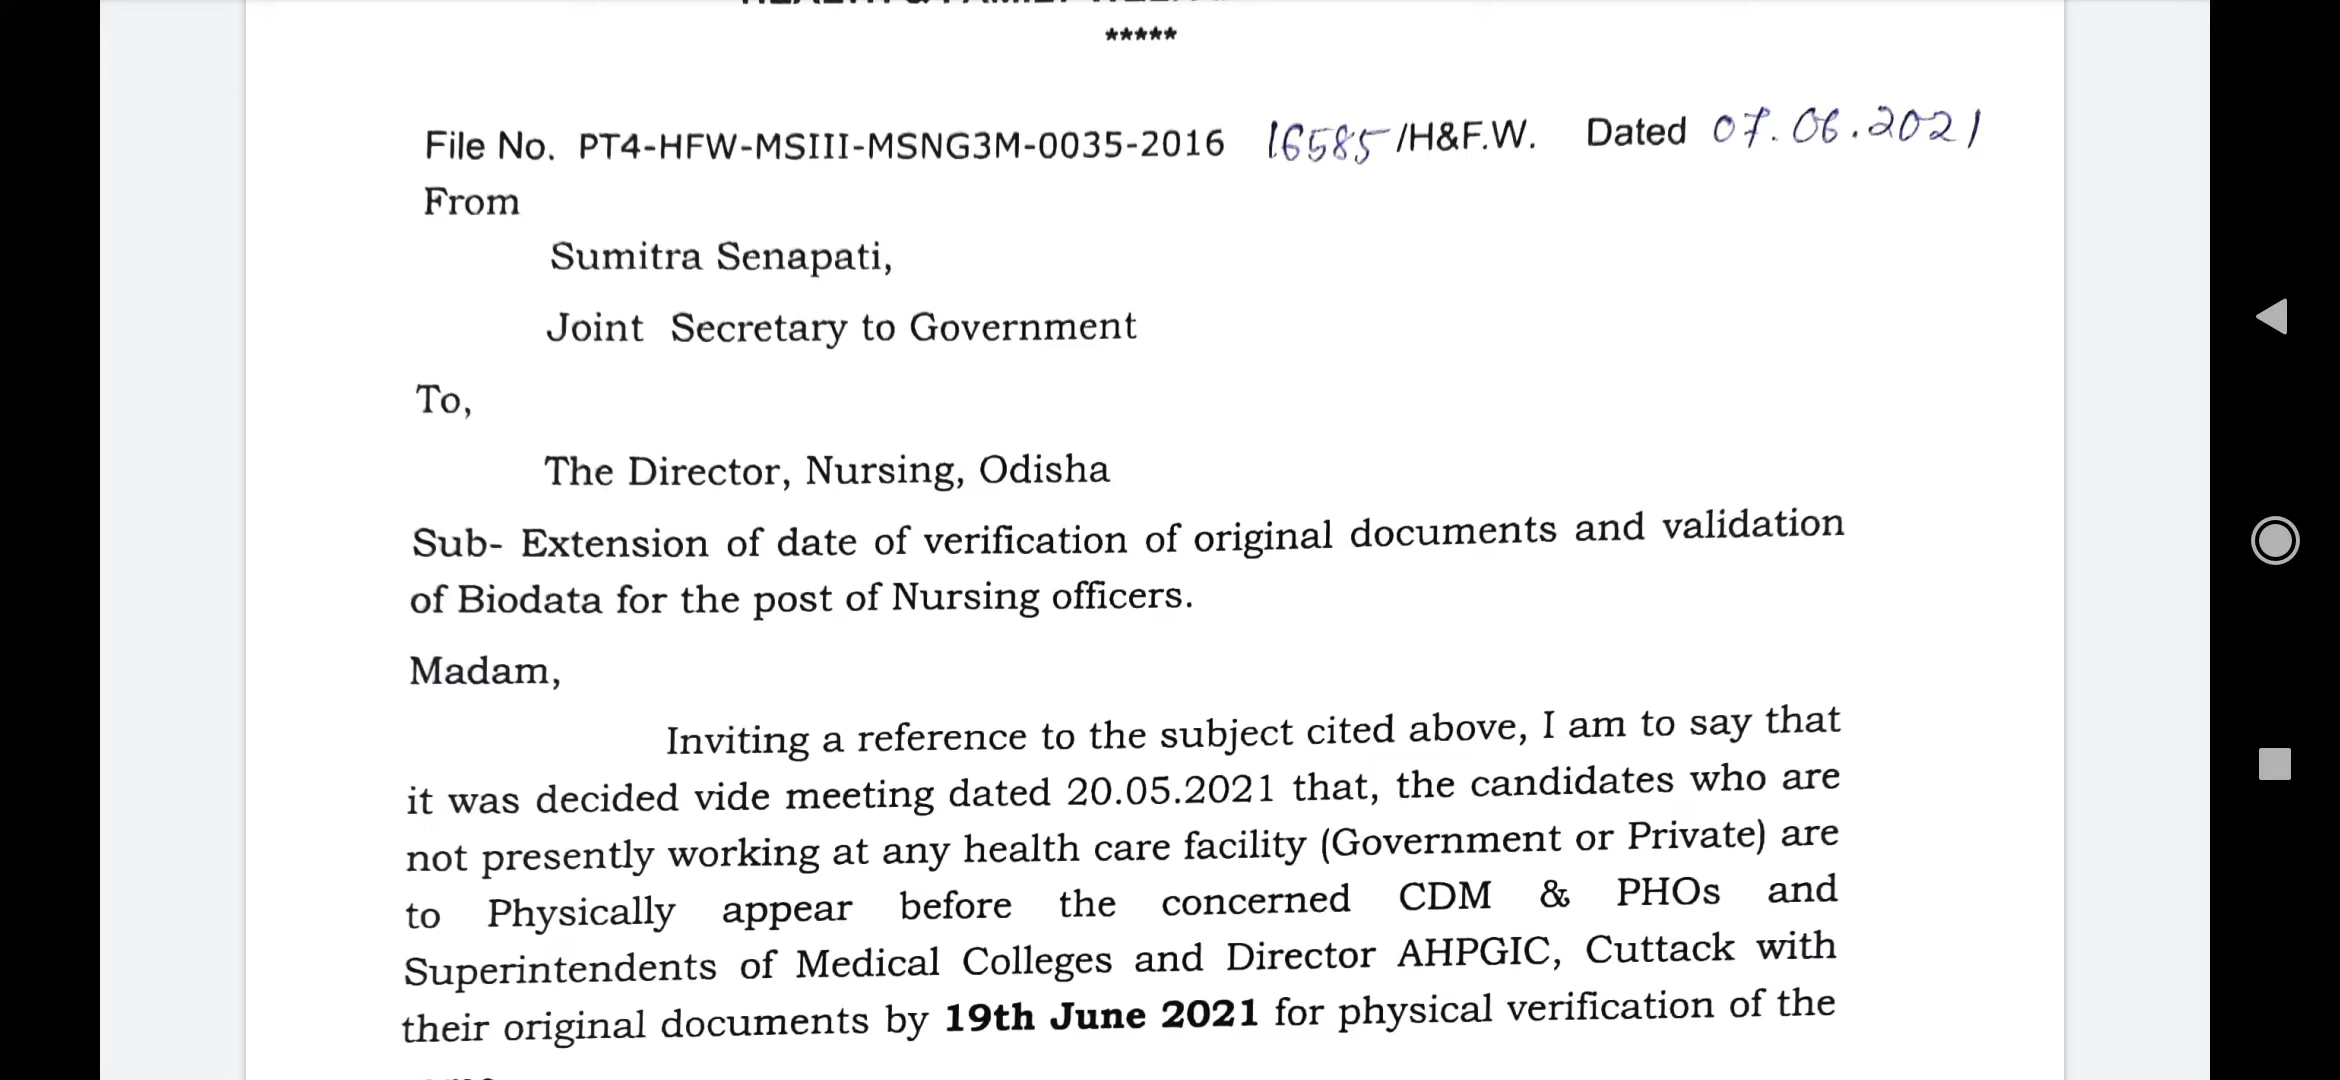 *****
File No. PT4-HFW-MSIII-MSNG3M-0035-2016 16585/H&F.W. Dated 07.06.2021
From
Sumitra Senapati,
Joint Secretary to Government
To,
The Director, Nursing, Odisha
Sub- Extension of date of verification of original documents and validation
of Biodata for the post of Nursing officers.
Madam,
Inviting a reference to the subject cited above, I am to say that
it was decided vide meeting dated 20.05.2021 that, the candidates who are
not presently working at any health care facility (Government or Private) are
to Physically appear before the concerned CDM & PHOs and
Superintendents of Medical Colleges and Director AHPGIC, Cuttack with
their original documents by 19th June 2021 for physical verification of the